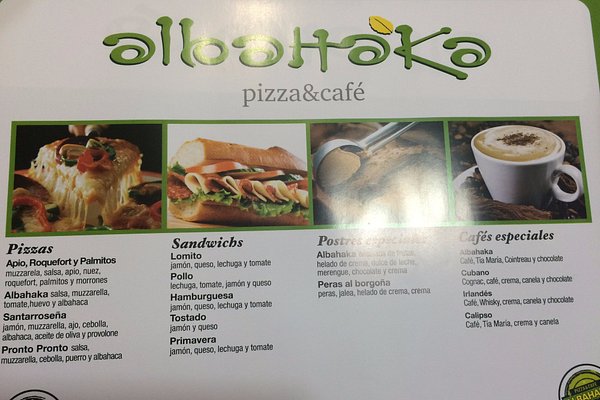 albahaka
pizza&café
Pizzas
Apio, Roquefort y Palmitos
muzzarela, salsa, apio, nuez,
roquefort, palmitos y morrones
Albahaka salsa, muzzarella,
tomate,huevo y albahaca
Santarroseña
jamón, muzzarella, ajo, cebolla,
albahaca, aceite de oliva y provolone
Pronto Pronto salsa,
muzzarella, cebolla, puerro y albahaca
Sandwichs
Lomito
jamón, queso, lechuga y tomate
Pollo
lechuga, tomate, jamón y queso
Hamburguesa
jamón, queso, lechuga y tomate
Tostado
jamón y queso
Primavera
jamón, queso, lechuga y tomate
Postres especiales
Albahaka
helado de crema, dulce de leche,
merengue, chocolate y crema
Peras al borgoña
peras, jalea, helado de crema, crema
Cafés especiales
Albahaka
Café, Tía María, Cointreau y chocolate
Cubano
Cognac, café, crema, canela y chocolate
Irlandés
Café, Whisky, crema, canela y chocolate
Calipso
Café, Tía María, crema y canela
PIZZA&CAFÉ